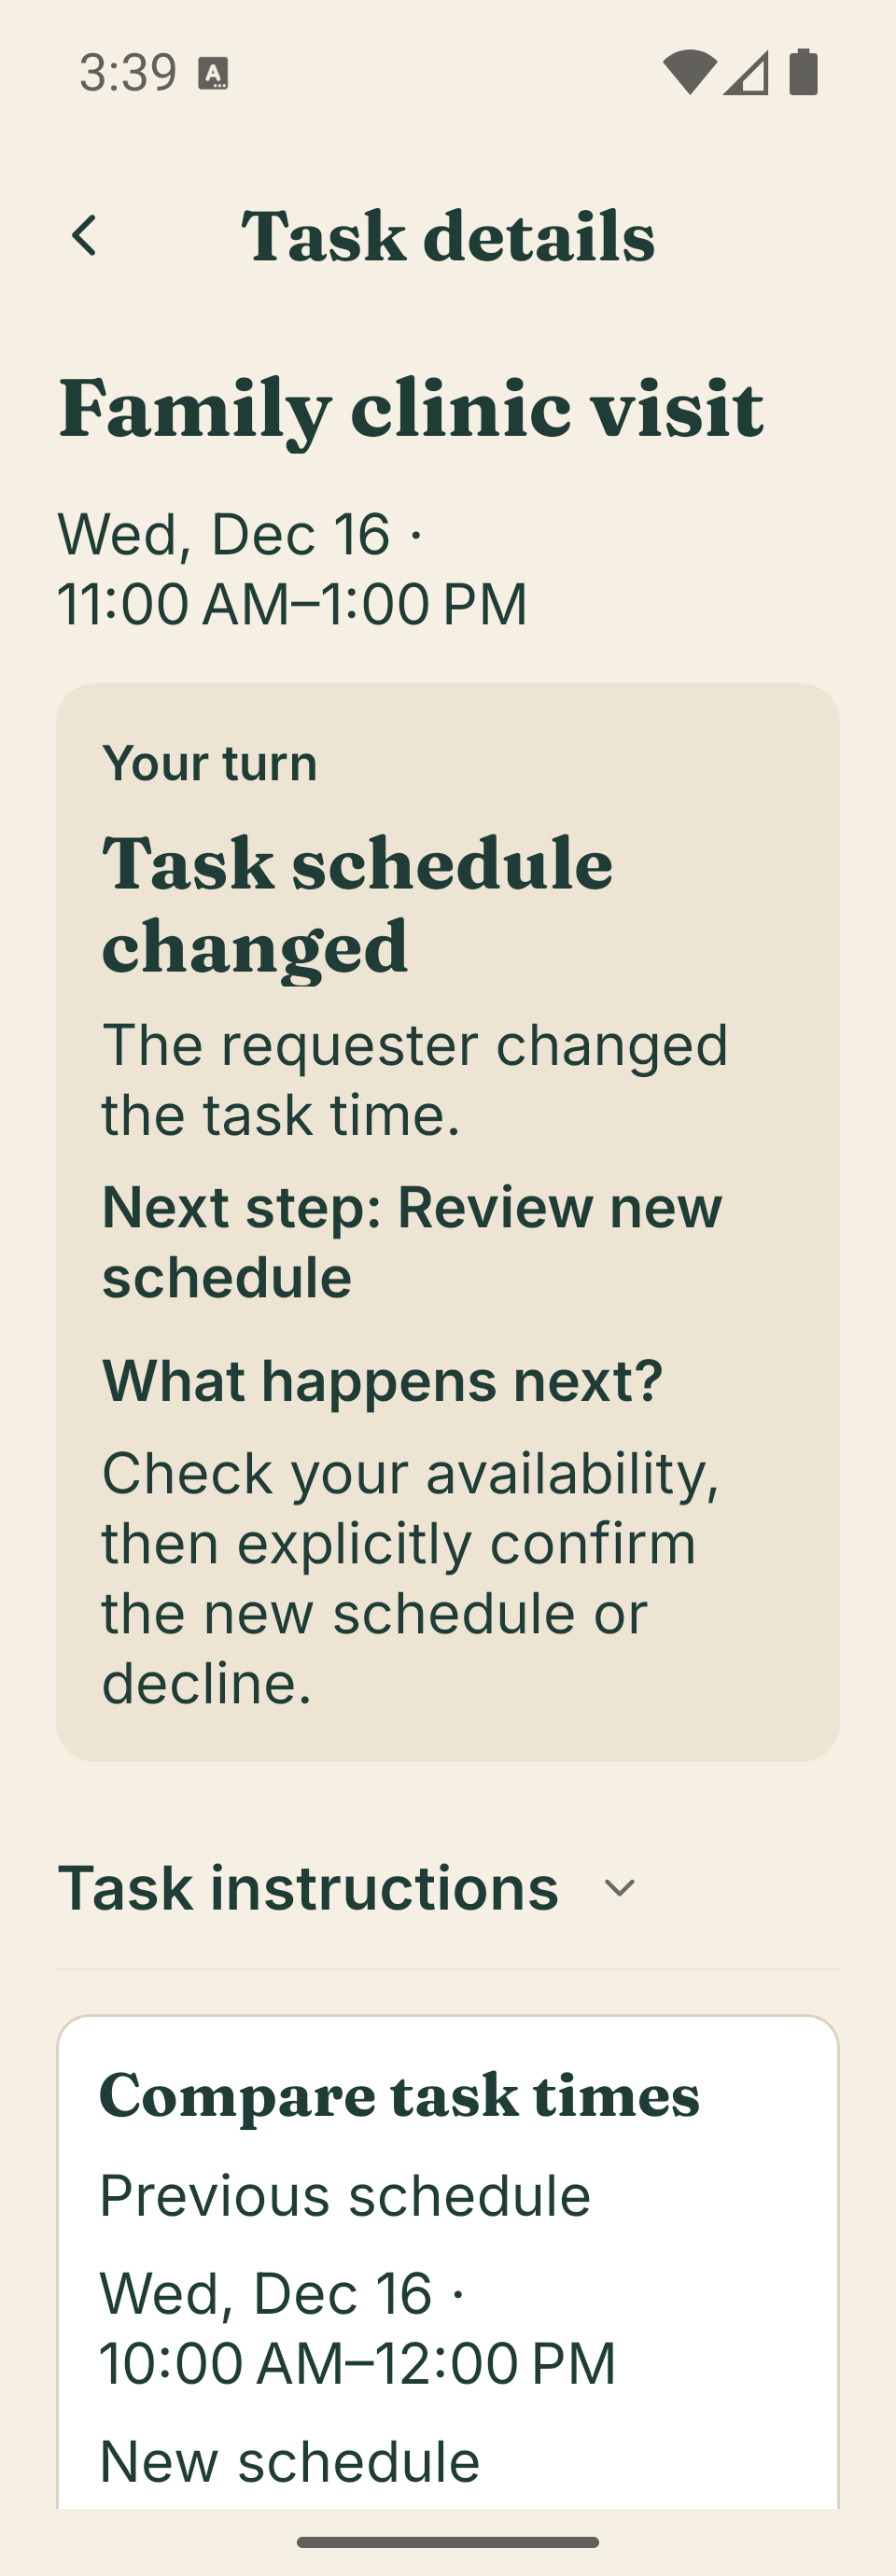 3:39
Task details
Family clinic visit
Wed, Dec 16 ·
11:00 AM–1:00 PM
Your turn
Task schedule
changed
The requester changed
the task time.
Next step: Review new
schedule
What happens next?
Check your availability,
then explicitly confirm
the new schedule or
decline.
Task instructions
Compare task times
Previous schedule
Wed, Dec 16 ·
10:00 AM–12:00 PM
New schedule